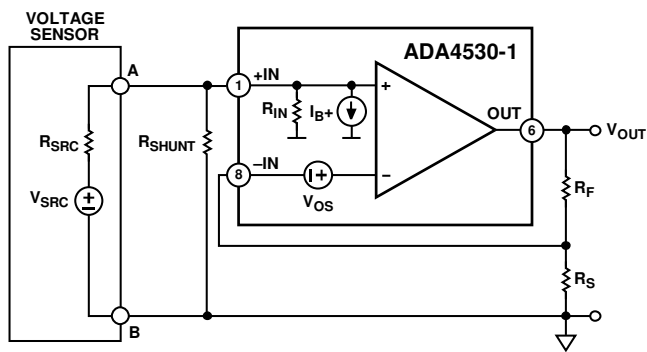 VOLTAGE
SENSOR
A
ADA4530-1
1
+IN
+
RIN
IB+
OUT
6
VOUT
RSRC
RSHUNT
8
–IN
–
RF
VSRC
VOS
RS
B